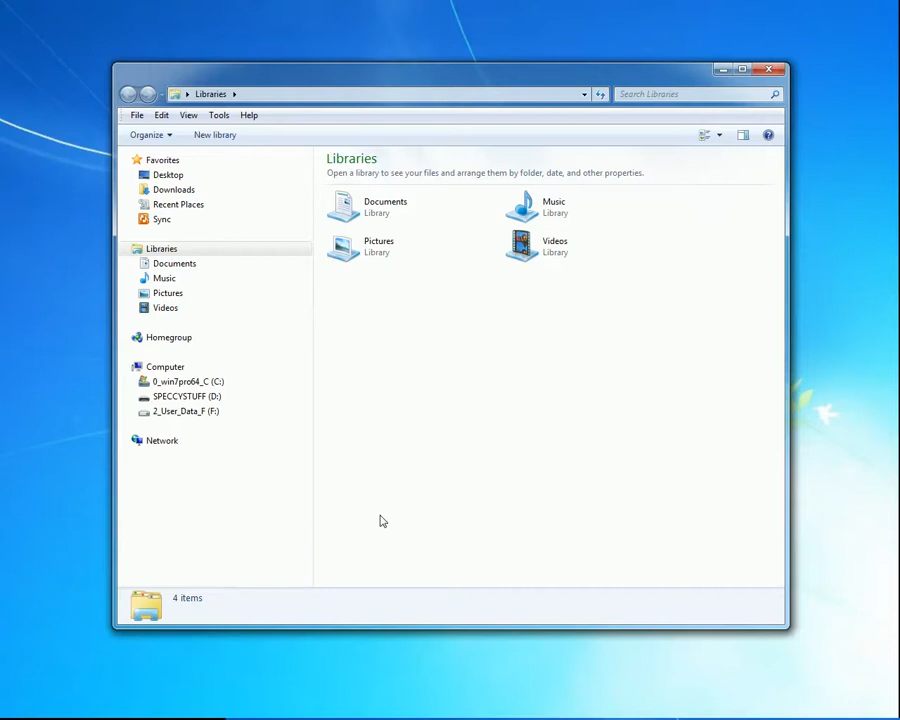 Libraries
Search Libraries
File Edit View Tools Help
Organize New library
Favorites
Desktop
Downloads
Recent Places
Sync
Libraries
Documents
Music
Pictures
Videos
Homegroup
Computer
0_win7pro64_C (C:)
SPECCYSTUFF (D:)
2_User_Data_F (F:)
Network
Libraries
Open a library to see your files and arrange them by folder, date, and other properties.
Documents
Library
Music
Library
Pictures
Library
Videos
Library
4 items